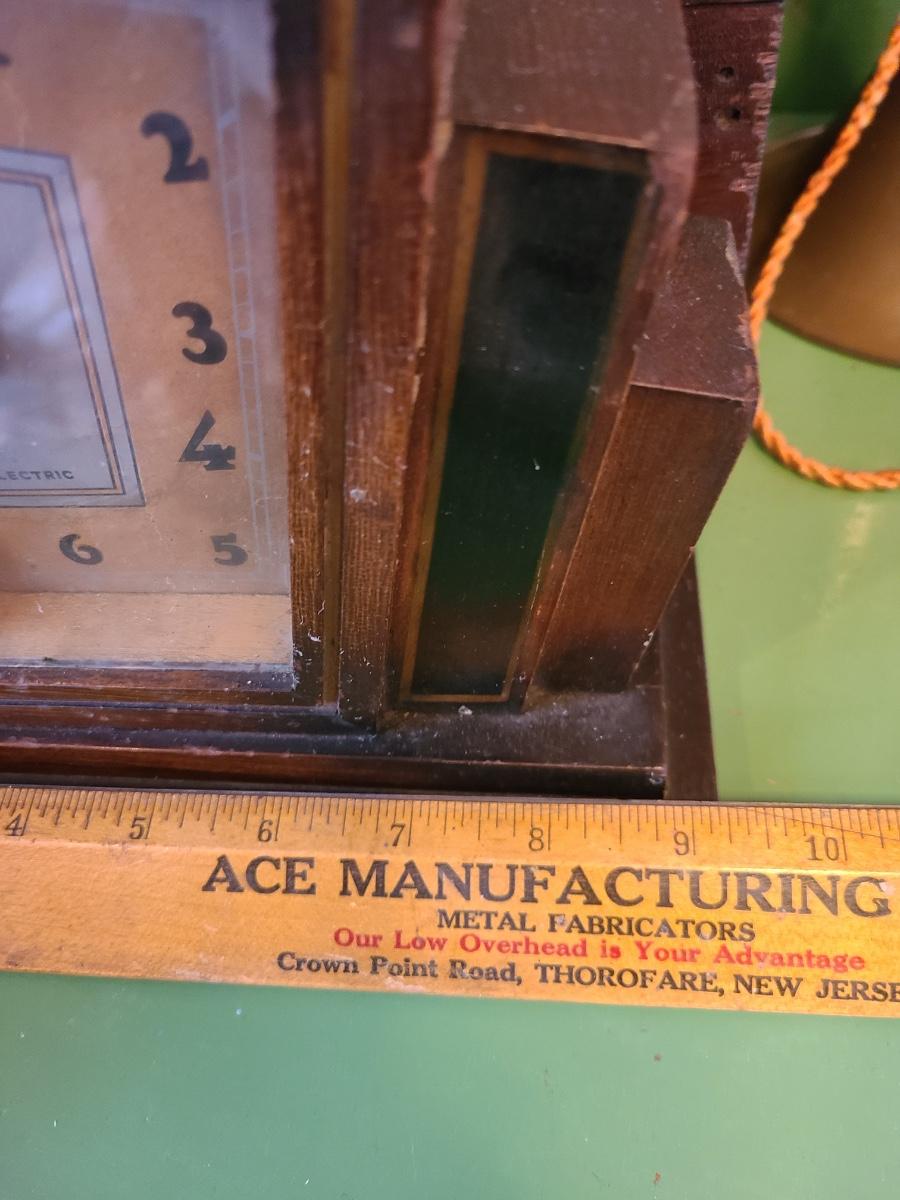 2
3
4
LECTRIC
6 5
4 5 6 7 8 9 10
ACE MANUFACTURING
METAL FABRICATORS
Our Low Overhead is Your Advantage
Crown Point Road, THOROFARE, NEW JERSE